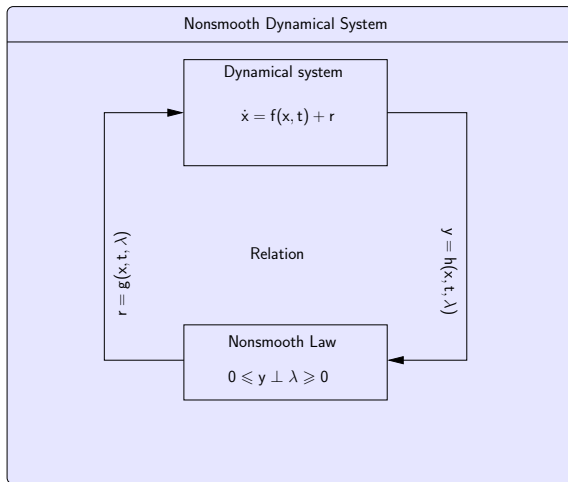 Nonsmooth Dynamical System
Dynamical system
ẋ = f(x, t) + r
r = g(x, t, λ)
y = h(x, t, λ)
Relation
Nonsmooth Law
0 ⩽ y ⊥ λ ⩾ 0